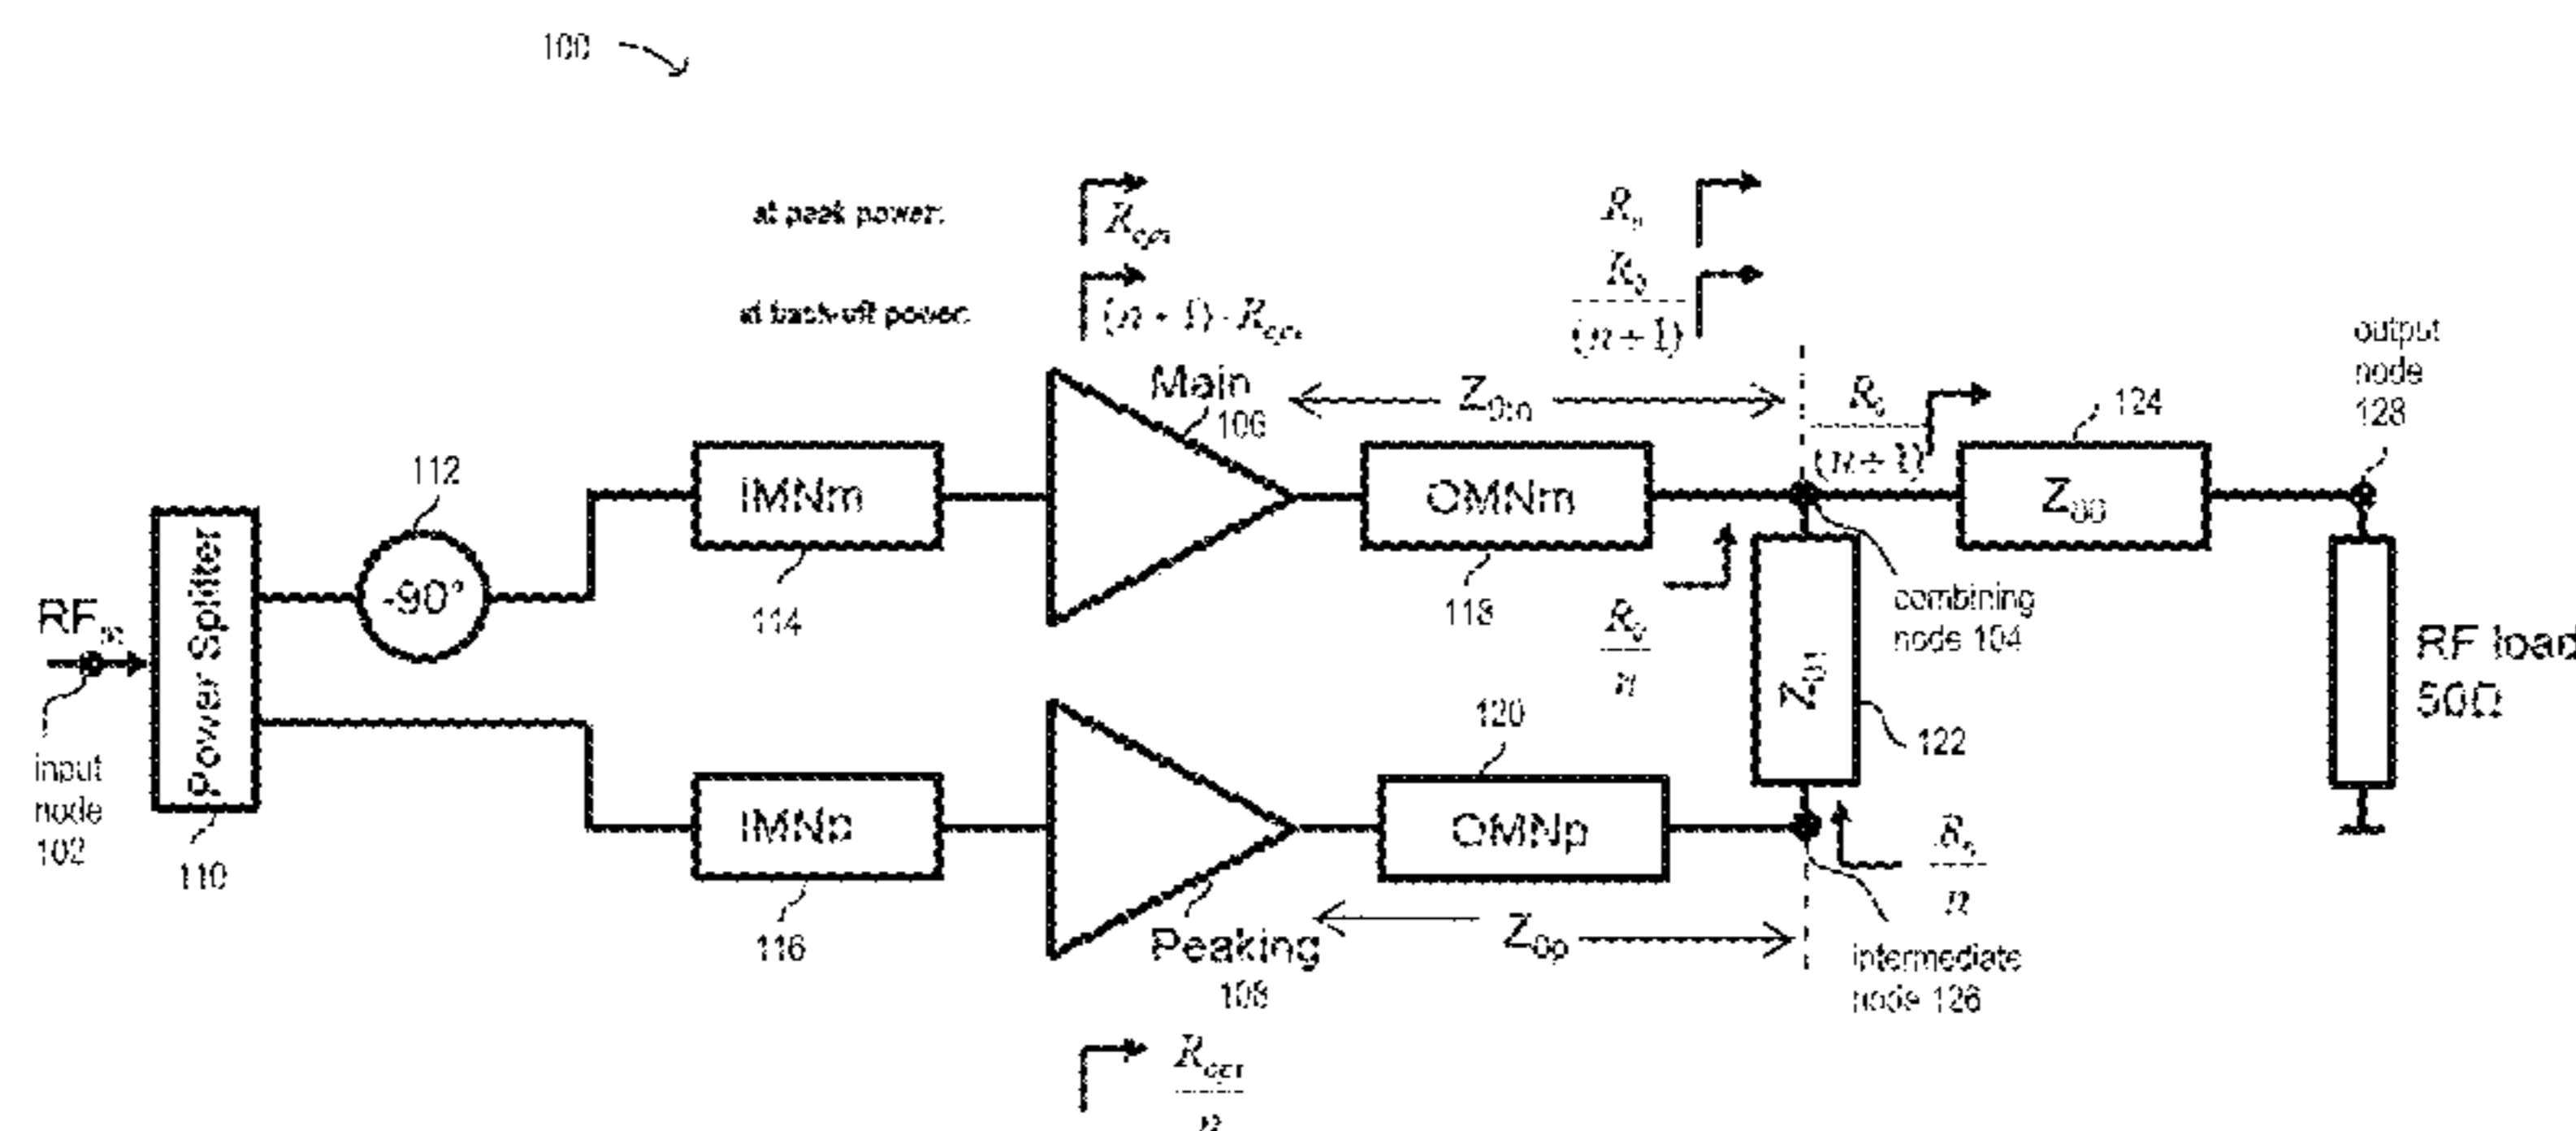 100
at peak power:
R_opt
R_0
at back-off power:
(n + 1) · R_opt
R_0
(n + 1)
output
node
128
Main
106
Z_0m
R_0
(n + 1)
124
112
IMNm
OMNm
Z_00
-90°
Power Splitter
RF_in
114
118
combining
node 104
R_0
n
RF load
50Ω
Z_01
122
input
node
102
110
120
IMNp
OMNp
116
Peaking
108
Z_0p
R_0
n
intermediate
node 126
R_opt
n